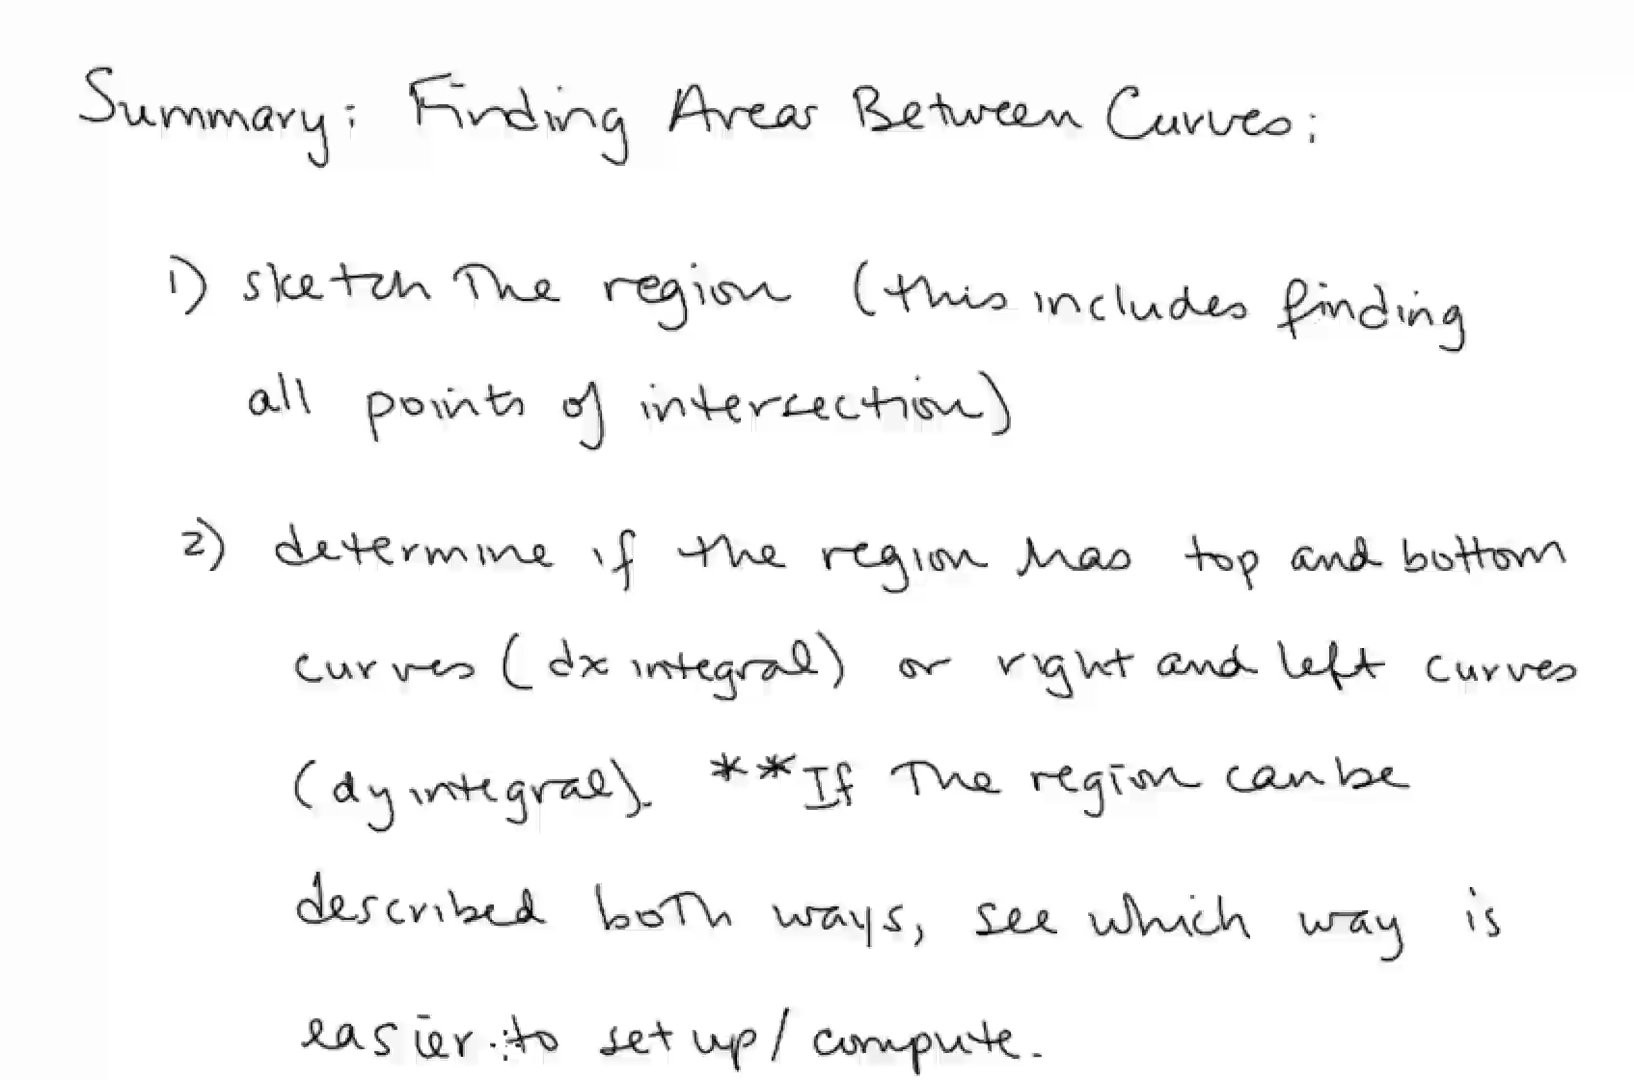 Summary: Finding Areas Between Curves:
1) sketch the region (this includes finding
all points of intersection)
2) determine if the region has top and bottom
curves (dx integral) or right and left curves
(dy integral). **If the region can be
described both ways, see which way is
easier to set up/compute.